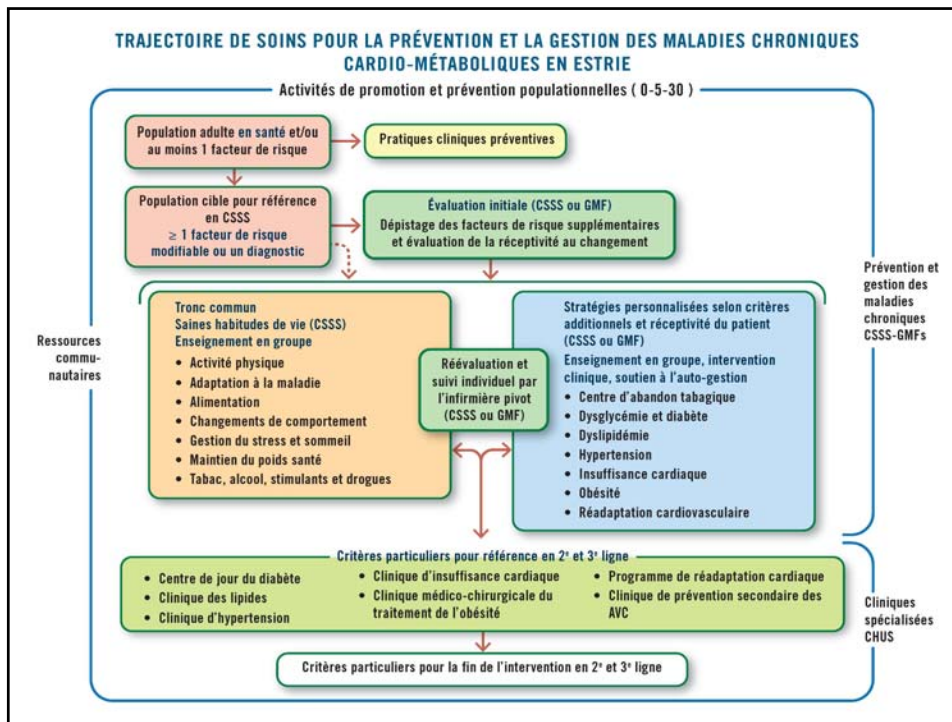 TRAJECTOIRE DE SOINS POUR LA PRÉVENTION ET LA GESTION DES MALADIES CHRONIQUES
CARDIO-MÉTABOLIQUES EN ESTRIE
Activités de promotion et prévention populationnelles ( 0-5-30 )
Population adulte en santé et/ou
au moins 1 facteur de risque
Pratiques cliniques préventives
Population cible pour référence
en CSSS
≥ 1 facteur de risque
modifiable ou un diagnostic
Évaluation initiale (CSSS ou GMF)
Dépistage des facteurs de risque supplémentaires
et évaluation de la réceptivité au changement
Ressources
commu-
nautaires
Tronc commun
Saines habitudes de vie (CSSS)
Enseignement en groupe
• Activité physique
• Adaptation à la maladie
• Alimentation
• Changements de comportement
• Gestion du stress et sommeil
• Maintien du poids santé
• Tabac, alcool, stimulants et drogues
Réévaluation et
suivi individuel par
l'infirmière pivot
(CSSS ou GMF)
Stratégies personnalisées selon critères
additionnels et réceptivité du patient
(CSSS ou GMF)
Enseignement en groupe, intervention
clinique, soutien à l'auto-gestion
• Centre d'abandon tabagique
• Dysglycémie et diabète
• Dyslipidémie
• Hypertension
• Insuffisance cardiaque
• Obésité
• Réadaptation cardiovasculaire
Prévention et
gestion des
maladies
chroniques
CSSS-GMFs
Critères particuliers pour référence en 2e et 3e ligne
• Centre de jour du diabète
• Clinique des lipides
• Clinique d'hypertension
• Clinique d'insuffisance cardiaque
• Clinique médico-chirurgicale du
traitement de l'obésité
• Programme de réadaptation cardiaque
• Clinique de prévention secondaire des
AVC
Cliniques
spécialisées
CHUS
Critères particuliers pour la fin de l'intervention en 2e et 3e ligne